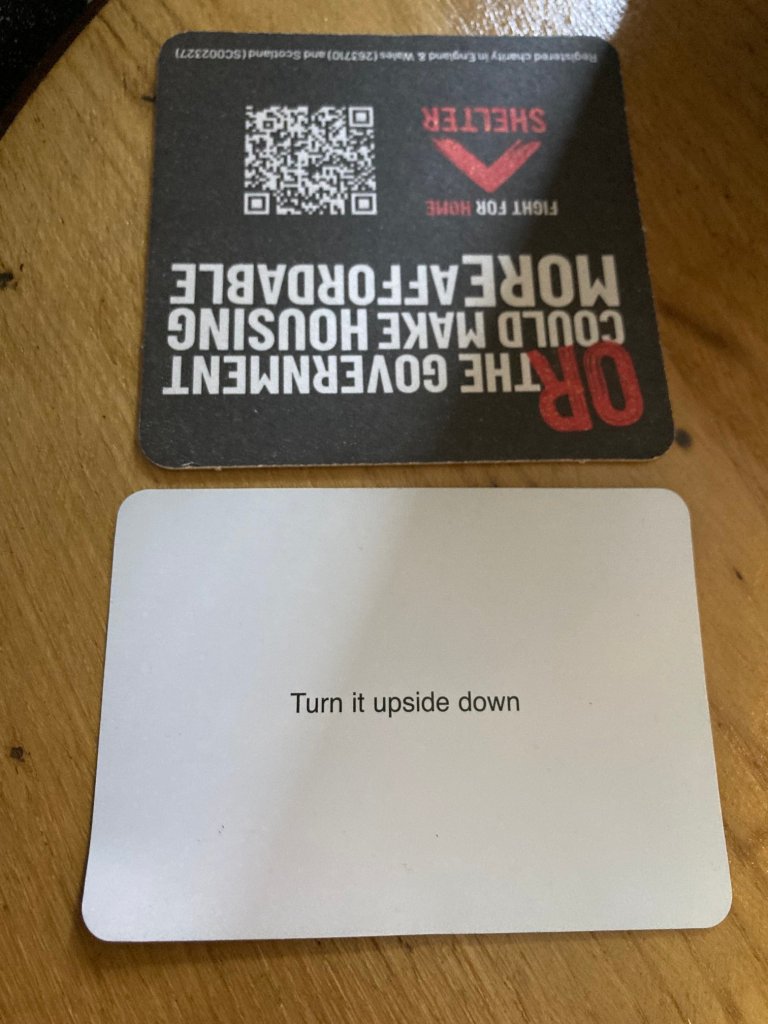 OR THE GOVERNMENT
COULD MAKE HOUSING
MORE AFFORDABLE
FIGHT FOR HOME
SHELTER
Registered charity in England & Wales (263710) and Scotland (SC002327)
Turn it upside down